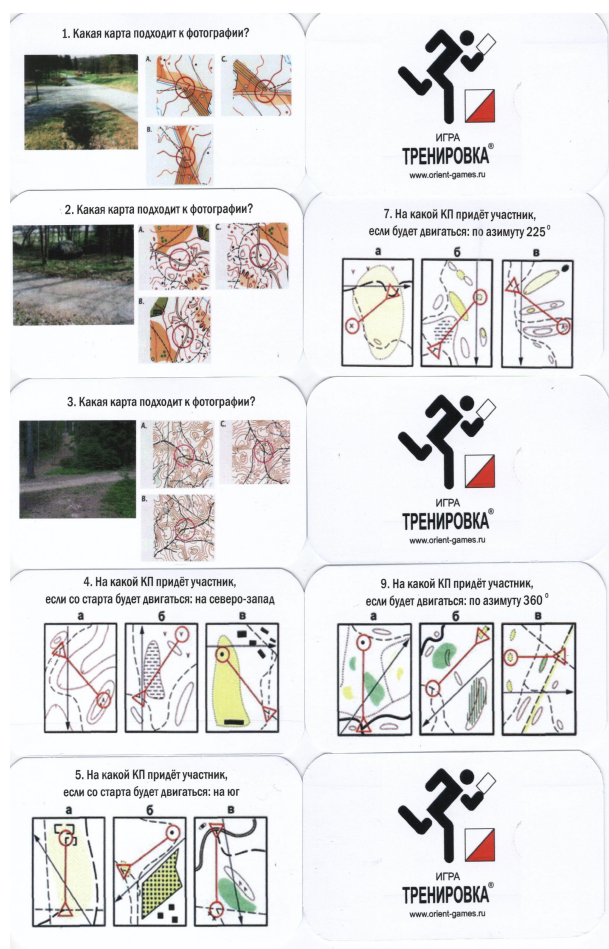 1. Какая карта подходит к фотографии?
A.
C.
B.
ИГРА
ТРЕНИРОВКА®
www.orient-games.ru
2. Какая карта подходит к фотографии?
A.
C.
B.
7. На какой КП придёт участник,
если будет двигаться: по азимуту 225°
а б в
3. Какая карта подходит к фотографии?
A.
C.
B.
ИГРА
ТРЕНИРОВКА®
www.orient-games.ru
4. На какой КП придёт участник,
если со старта будет двигаться: на северо-запад
а б в
9. На какой КП придёт участник,
если будет двигаться: по азимуту 360°
а б в
5. На какой КП придёт участник,
если со старта будет двигаться: на юг
а б в
ИГРА
ТРЕНИРОВКА®
www.orient-games.ru